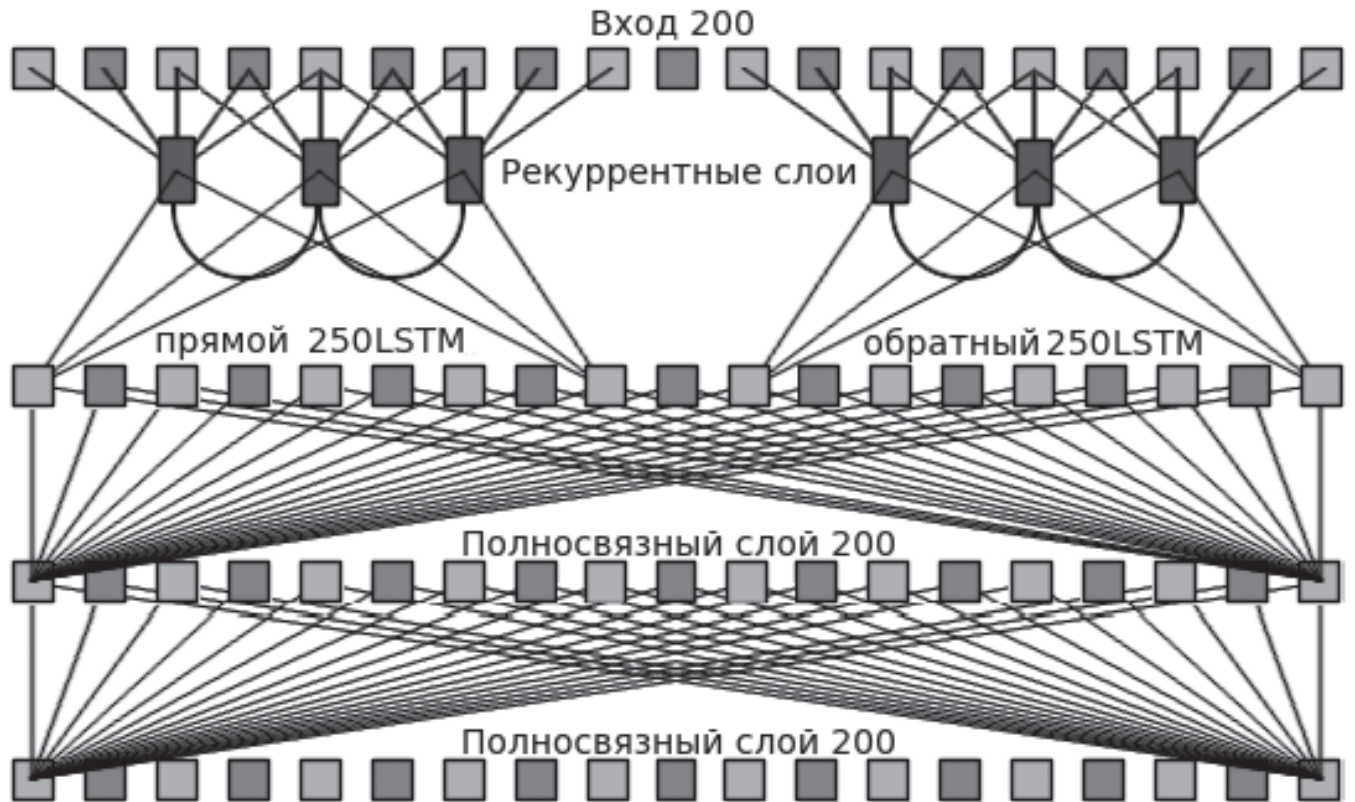 Вход 200
Рекуррентные слои
прямой 250LSTM
обратный 250LSTM
Полносвязный слой 200
Полносвязный слой 200